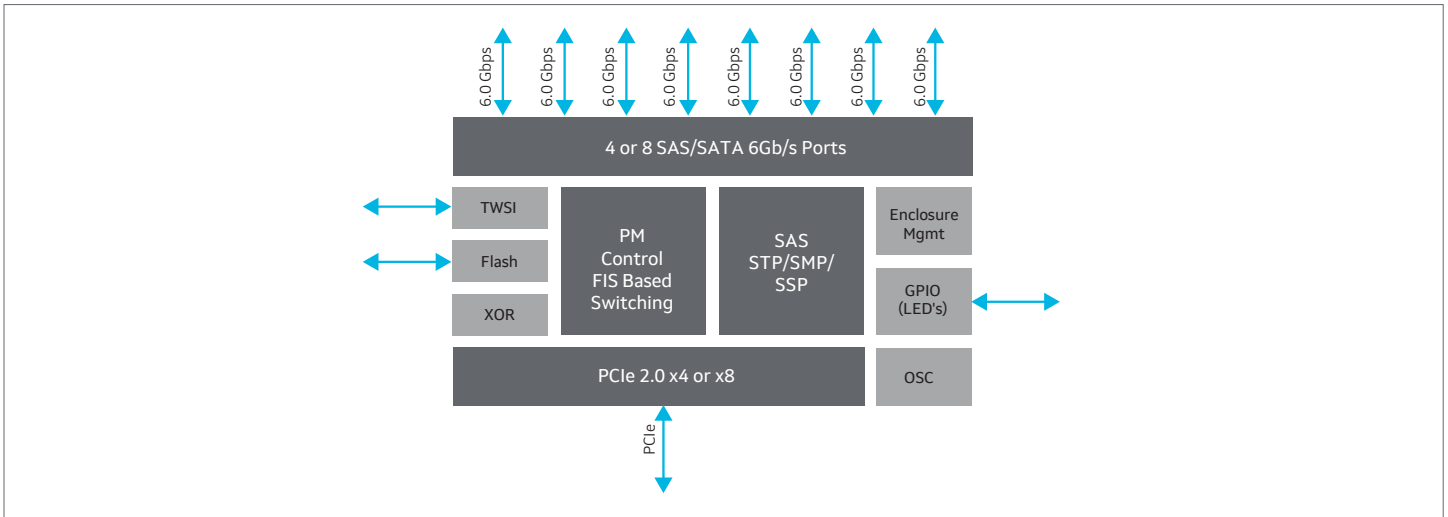 6.0 Gbps
6.0 Gbps
6.0 Gbps
6.0 Gbps
6.0 Gbps
6.0 Gbps
6.0 Gbps
6.0 Gbps
4 or 8 SAS/SATA 6Gb/s Ports
TWSI
Flash
XOR
PM
Control
FIS Based
Switching
SAS
STP/SMP/
SSP
Enclosure
Mgmt
GPIO
(LED's)
PCIe 2.0 x4 or x8
OSC
PCIe